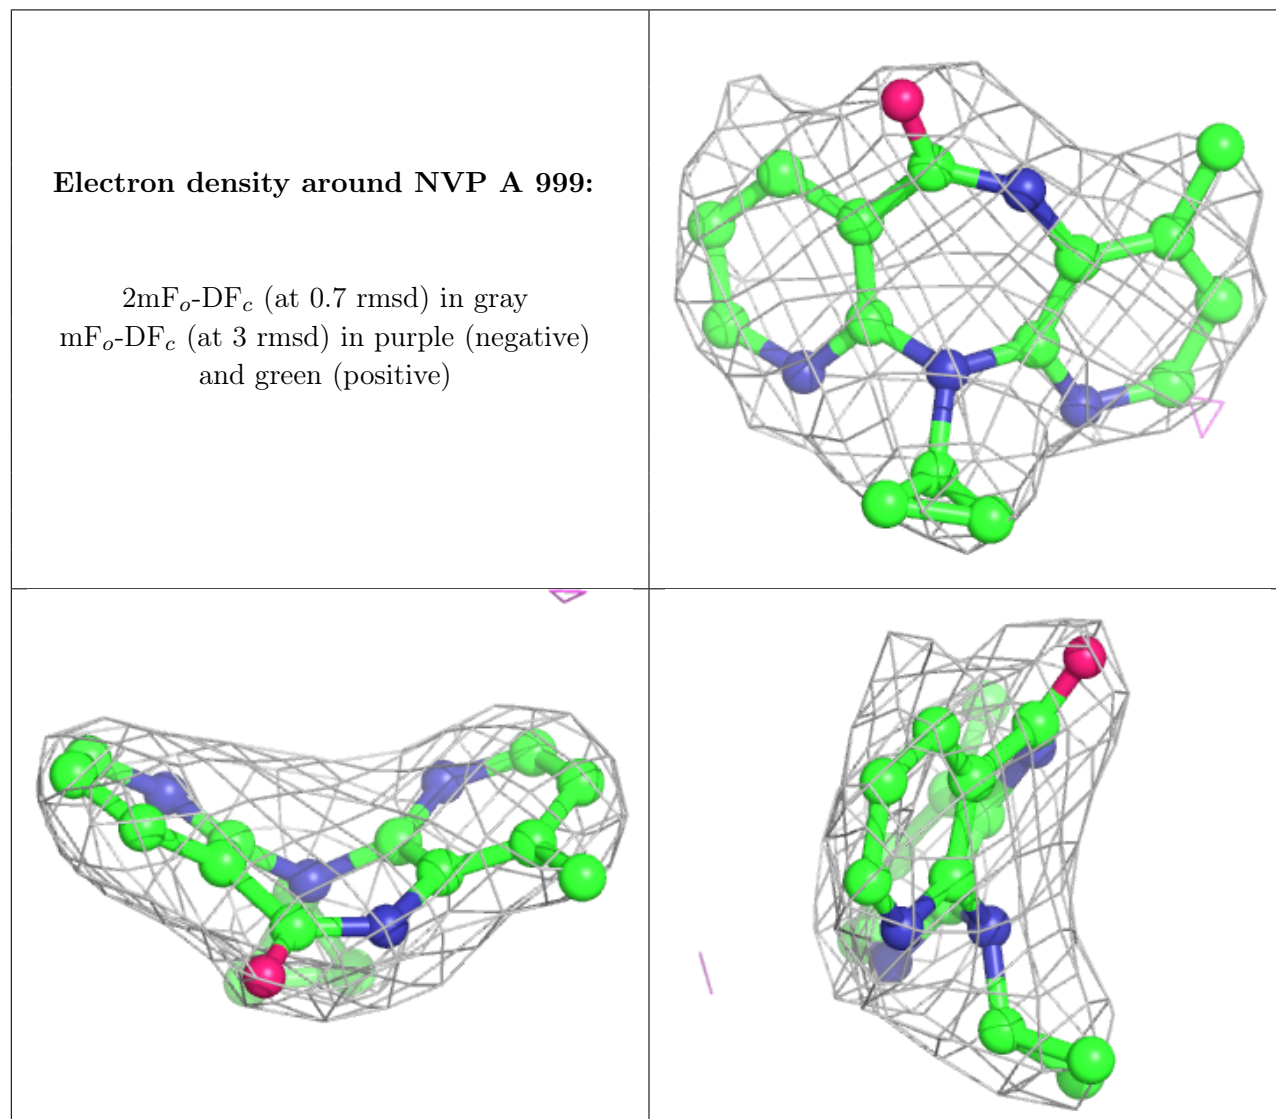 Electron density around NVP A 999:
2mFo-DFc (at 0.7 rmsd) in gray
mFo-DFc (at 3 rmsd) in purple (negative)
and green (positive)